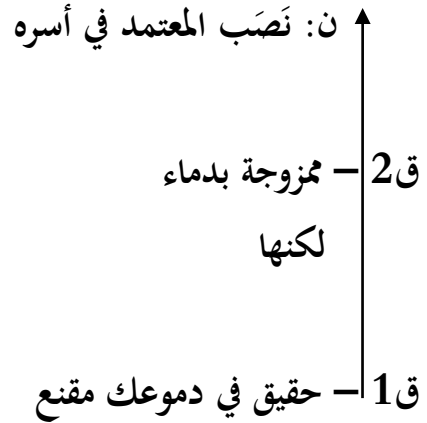 ن: نَصَب المعتمد في أسره
ق2 – ممزوجة بدماء
لكنها
ق1 – حقيق في دموعك مقنع